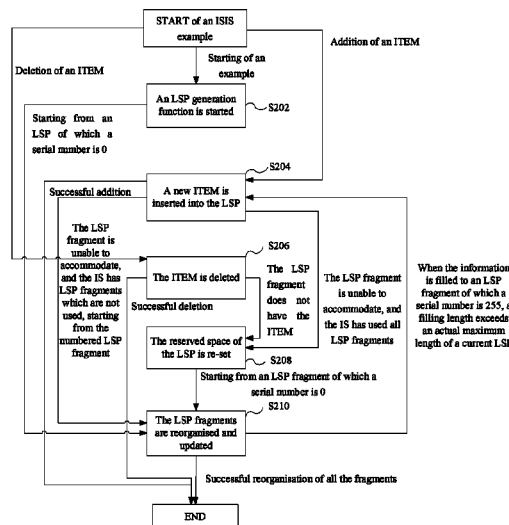 START of an ISIS
example
Addition of an ITEM
Starting of an
example
Deletion of an ITEM
An LSP generation
function is started
S202
Starting from an
LSP of which a
serial number is 0
S204
Successful addition
A new ITEM is
inserted into the LSP
The LSP
fragment is
unable to
accommodate,
and the IS has
LSP fragments
which are not
used, starting
from the
numbered LSP
fragment
S206
The ITEM is deleted
Successful deletion
The LSP
fragment
does not
have the
ITEM
The LSP fragment
is unable to
accommodate, and
the IS has used all
LSP fragments
When the information
is filled to an LSP
fragment of which a
serial number is 255, a
filling length exceeds
an actual maximum
length of a current LSP
The reserved space of
the LSP is re-set
S208
Starting from an LSP fragment of which a
serial number is 0
S210
The LSP fragments
are reorganised and
updated
Successful reorganisation of all the fragments
END